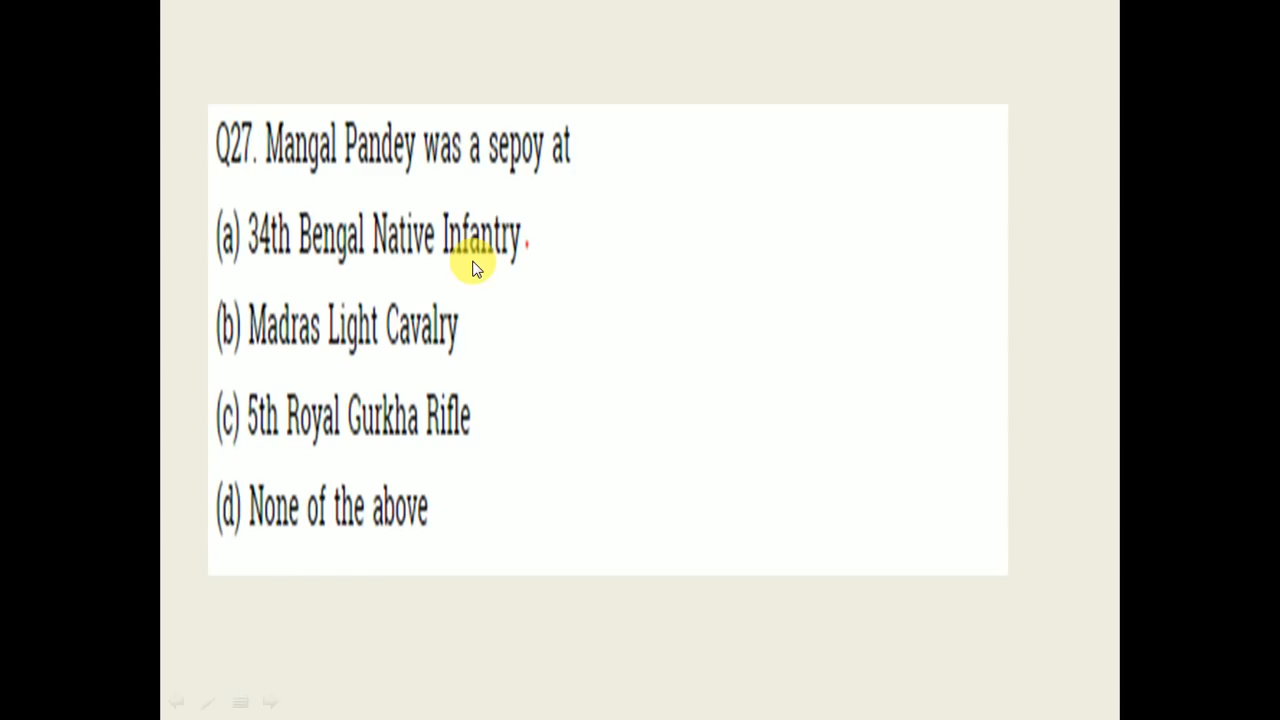 Q27. Mangal Pandey was a sepoy at
(a) 34th Bengal Native Infantry
(b) Madras Light Cavalry
(c) 5th Royal Gurkha Rifle
(d) None of the above